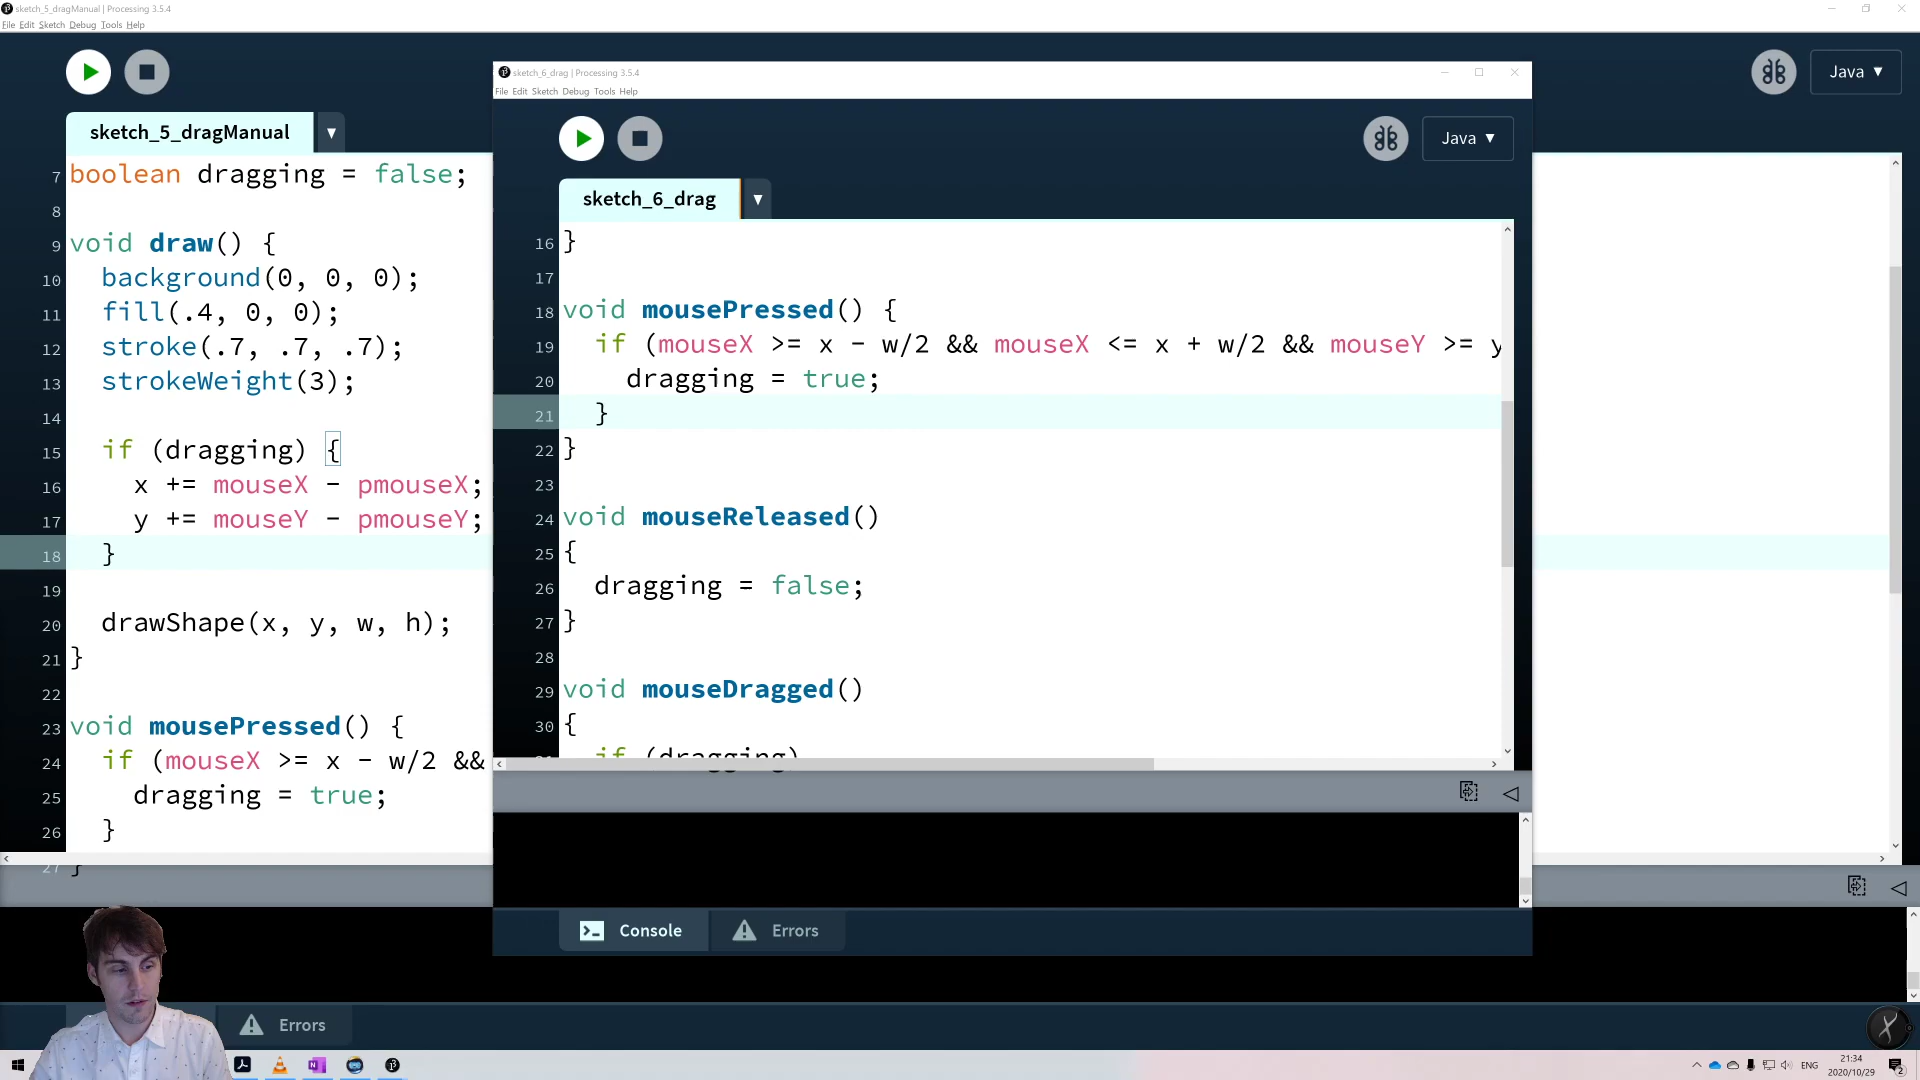 sketch_5_dragManual | Processing 3.5.4
File Edit Sketch Debug Tools Help
Java ▼
sketch_5_dragManual ▼
7 boolean dragging = false;
8
9 void draw() {
10 background(0, 0, 0);
11 fill(.4, 0, 0);
12 stroke(.7, .7, .7);
13 strokeWeight(3);
14
15 if (dragging) {
16 x += mouseX - pmouseX;
17 y += mouseY - pmouseY;
18 }
19
20 drawShape(x, y, w, h);
21 }
22
23 void mousePressed() {
24 if (mouseX >= x - w/2 &&
25 dragging = true;
26 }
27 }
Errors
sketch_6_drag | Processing 3.5.4
File Edit Sketch Debug Tools Help
Java ▼
sketch_6_drag ▼
16 }
17
18 void mousePressed() {
19 if (mouseX >= x - w/2 && mouseX <= x + w/2 && mouseY >= y
20 dragging = true;
21 }
22 }
23
24 void mouseReleased()
25 {
26 dragging = false;
27 }
28
29 void mouseDragged()
30 {
if (dragging)
Console
Errors
ENG
21:34
2020/10/29
2